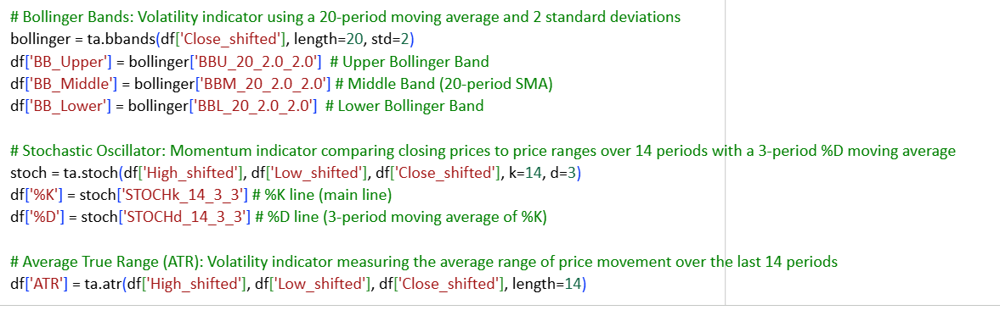 # Bollinger Bands: Volatility indicator using a 20-period moving average and 2 standard deviations
bollinger = ta.bbands(df['Close_shifted'], length=20, std=2)
df['BB_Upper'] = bollinger['BBU_20_2.0_2.0']  # Upper Bollinger Band
df['BB_Middle'] = bollinger['BBM_20_2.0_2.0'] # Middle Band (20-period SMA)
df['BB_Lower'] = bollinger['BBL_20_2.0_2.0']  # Lower Bollinger Band
# Stochastic Oscillator: Momentum indicator comparing closing prices to price ranges over 14 periods with a 3-period %D moving average
stoch = ta.stoch(df['High_shifted'], df['Low_shifted'], df['Close_shifted'], k=14, d=3)
df['%K'] = stoch['STOCHk_14_3_3'] # %K line (main line)
df['%D'] = stoch['STOCHd_14_3_3'] # %D line (3-period moving average of %K)
# Average True Range (ATR): Volatility indicator measuring the average range of price movement over the last 14 periods
df['ATR'] = ta.atr(df['High_shifted'], df['Low_shifted'], df['Close_shifted'], length=14)